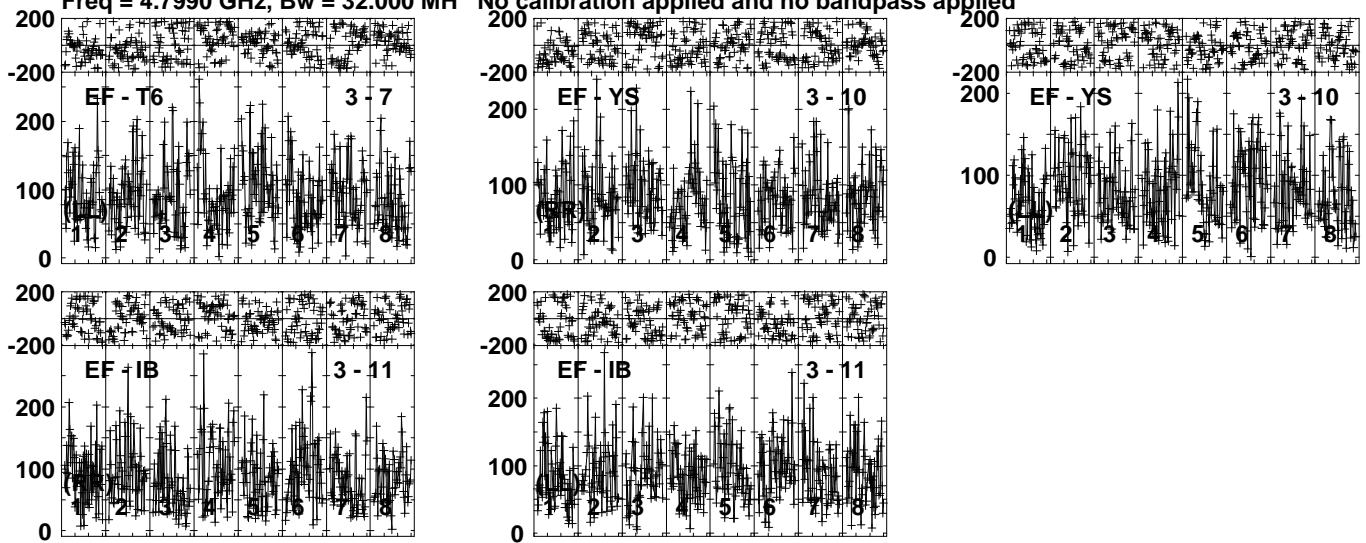 Freq = 4.7990 GHz, Bw = 32.000 MH No calibration applied and no bandpass applied
200
-200
EF - T6 3 - 7
200
100
(LL)
1 2 3 4 5 6 7 8
0
200
-200
EF - YS 3 - 10
200
100
(RR)
1 2 3 4 5 6 7 8
0
200
-200
200
EF - YS 3 - 10
100
(LL)
1 2 3 4 5 6 7 8
0
200
-200
EF - IB 3 - 11
200
100
(RR)
1 2 3 4 5 6 7 8
0
200
-200
EF - IB 3 - 11
200
100
(LL)
1 2 3 4 5 6 7 8
0